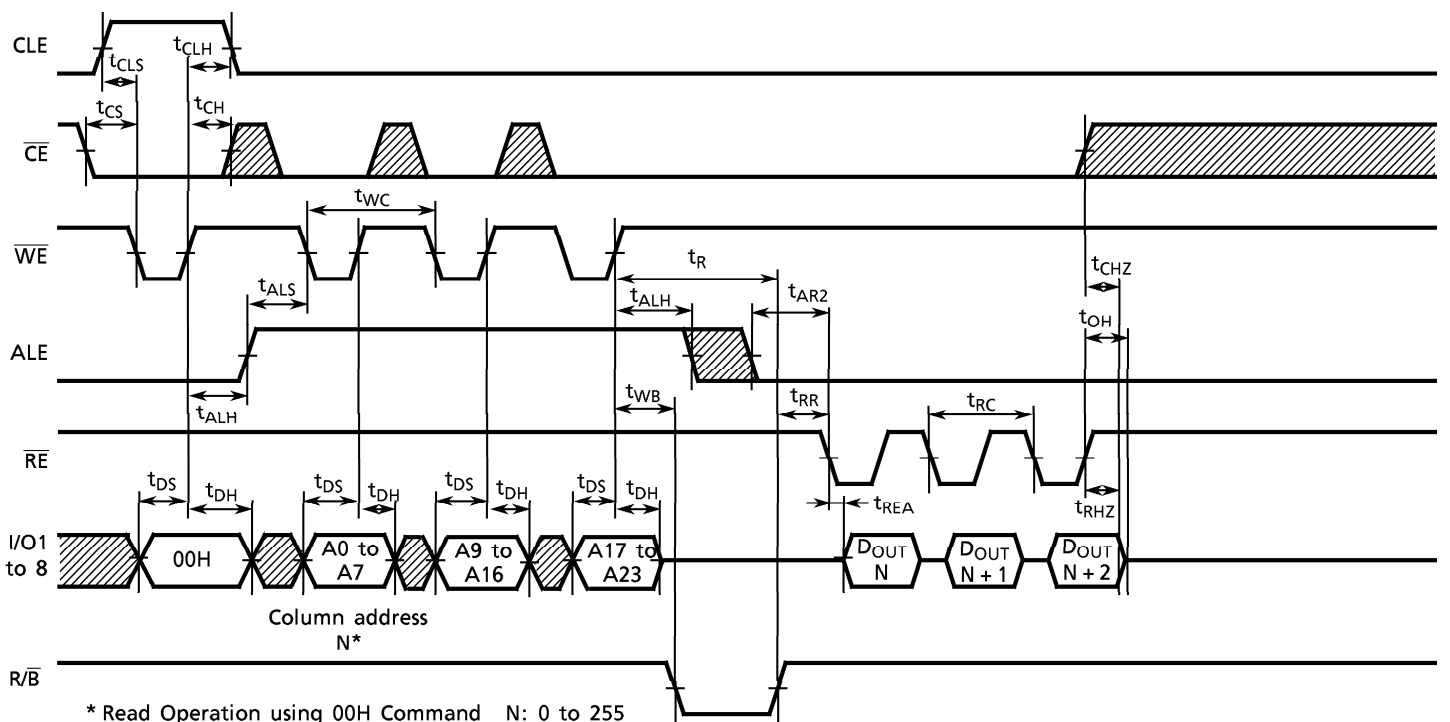 CLE
tCLS
tCLH
tCS
tCH
CE
tWC
WE
tR
tCHZ
tALS
tALH
tAR2
tOH
ALE
tALH
tWB
tRR
tRC
RE
tDS
tDH
tDS
tDH
tDS
tDH
tDS
tDH
tREA
tRHZ
I/O1
to 8
00H
A0 to
A7
A9 to
A16
A17 to
A23
DOUT
N
DOUT
N + 1
DOUT
N + 2
Column address
N*
R/B
* Read Operation using 00H Command N: 0 to 255